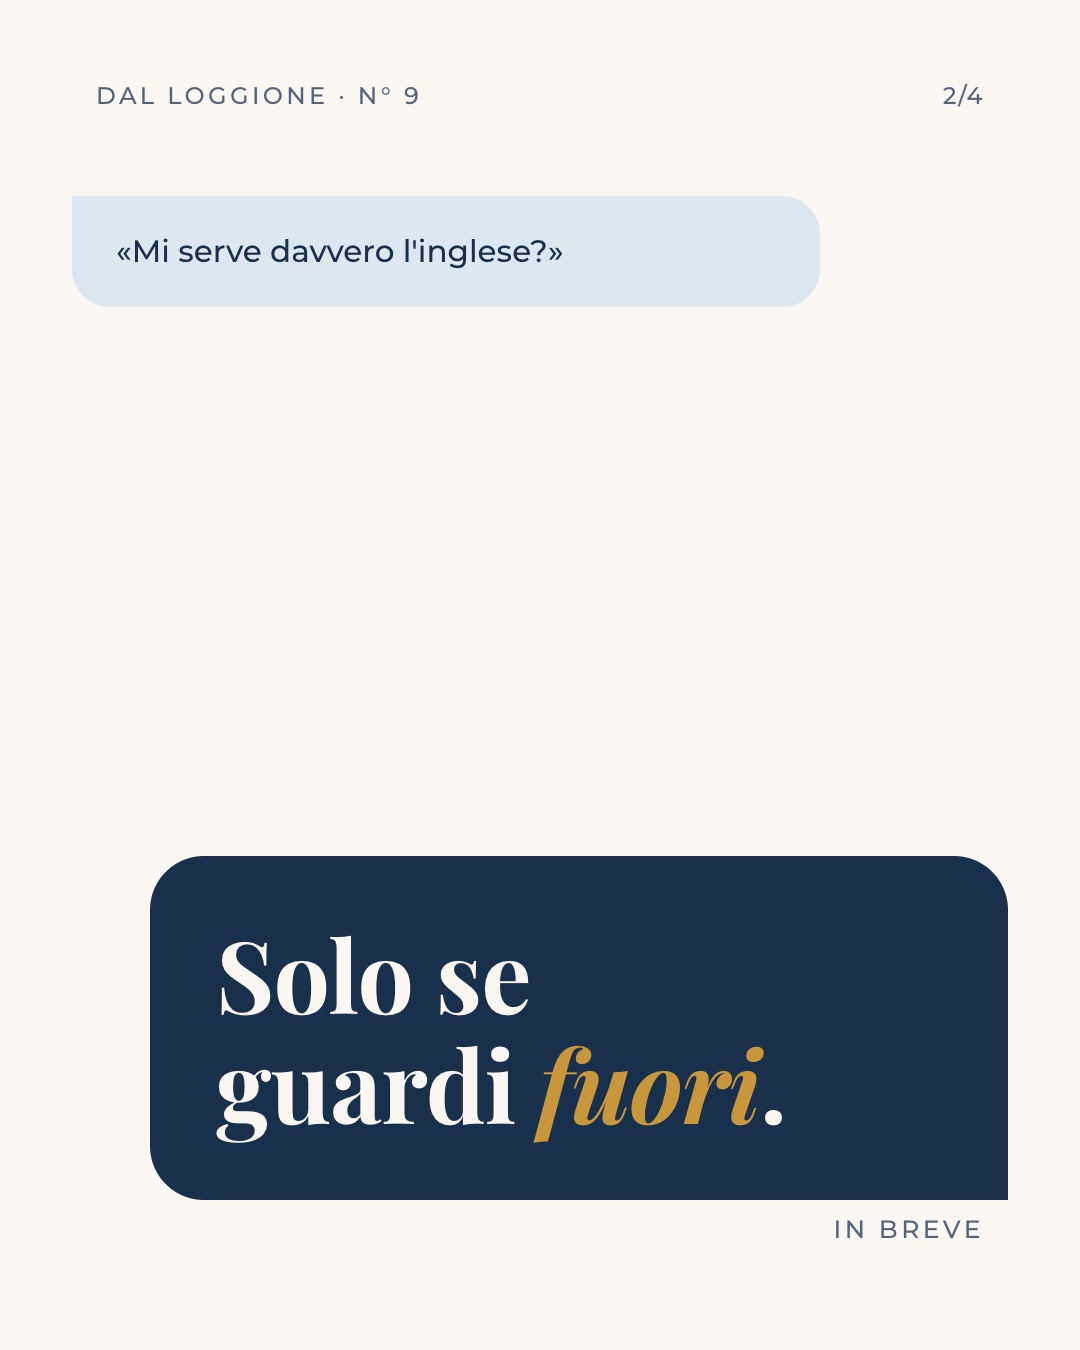 DAL LOGGIONE · N° 9
2/4
«Mi serve davvero l'inglese?»
Solo se
guardi fuori.
IN BREVE